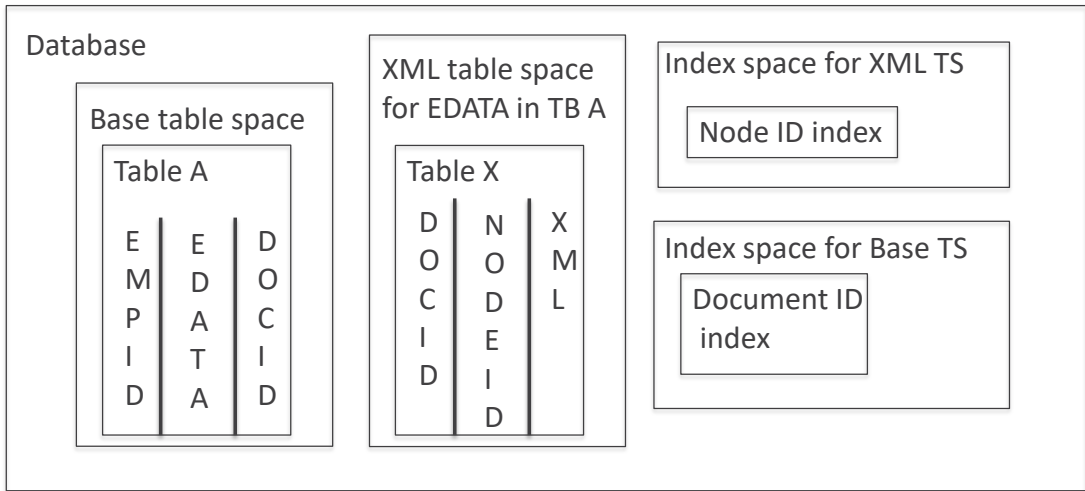 Database
Base table space
Table A
EMPID
EDATA
DOCID
XML table space
for EDATA in TB A
Table X
DOCID
NODEID
XML
Index space for XML TS
Node ID index
Index space for Base TS
Document ID
index